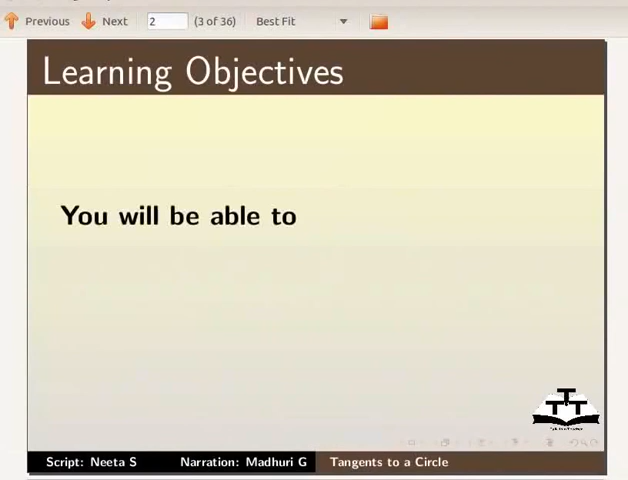 Previous Next 2 (3 of 36) Best Fit
Learning Objectives
You will be able to
TTT
Script: Neeta S Narration: Madhuri G Tangents to a Circle